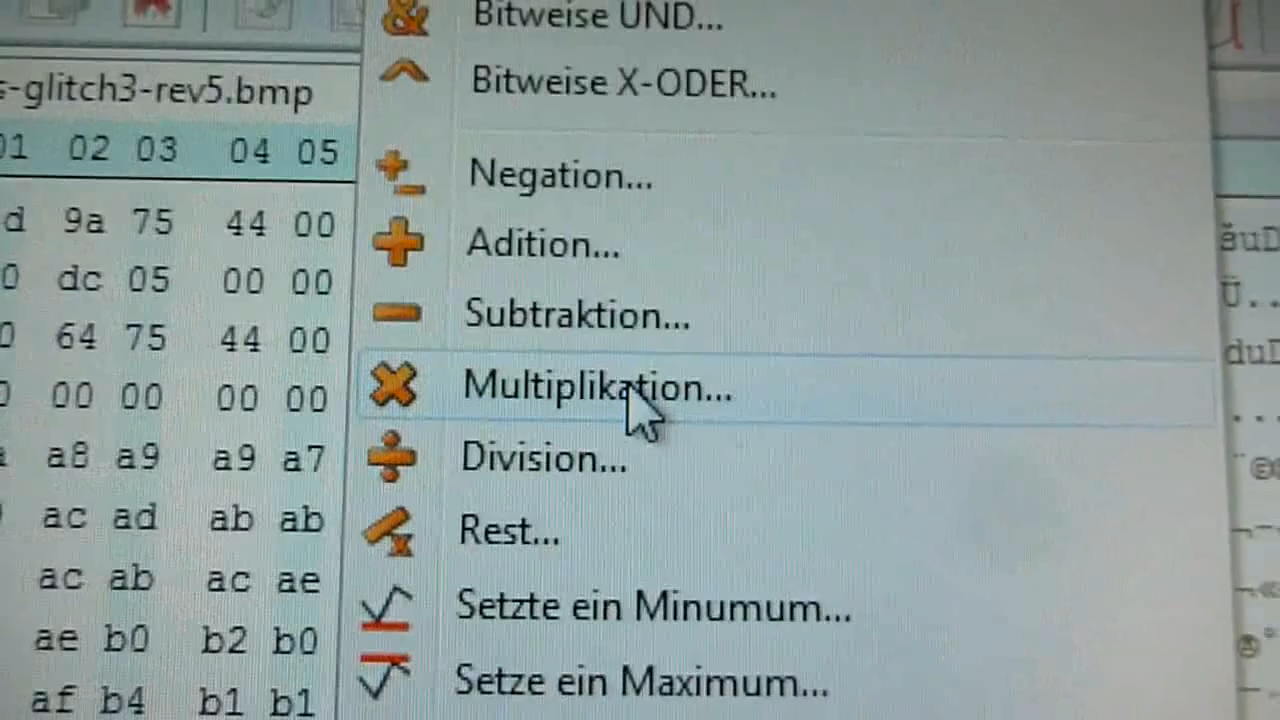 Bitweise UND...
s-glitch3-rev5.bmp
Bitweise X-ODER...
01 02 03 04 05
Negation...
d 9a 75 44 00
Adition...
äuD
0 dc 05 00 00
Ü..
Subtraktion...
0 64 75 44 00
duD
Multiplikation...
0 00 00 00 00
...
Division...
a8 a9 a9 a7
Rest...
ac ad ab ab
ac ab ac ae
Setzte ein Minumum...
ae b0 b2 b0
Setze ein Maximum...
af b4 b1 b1